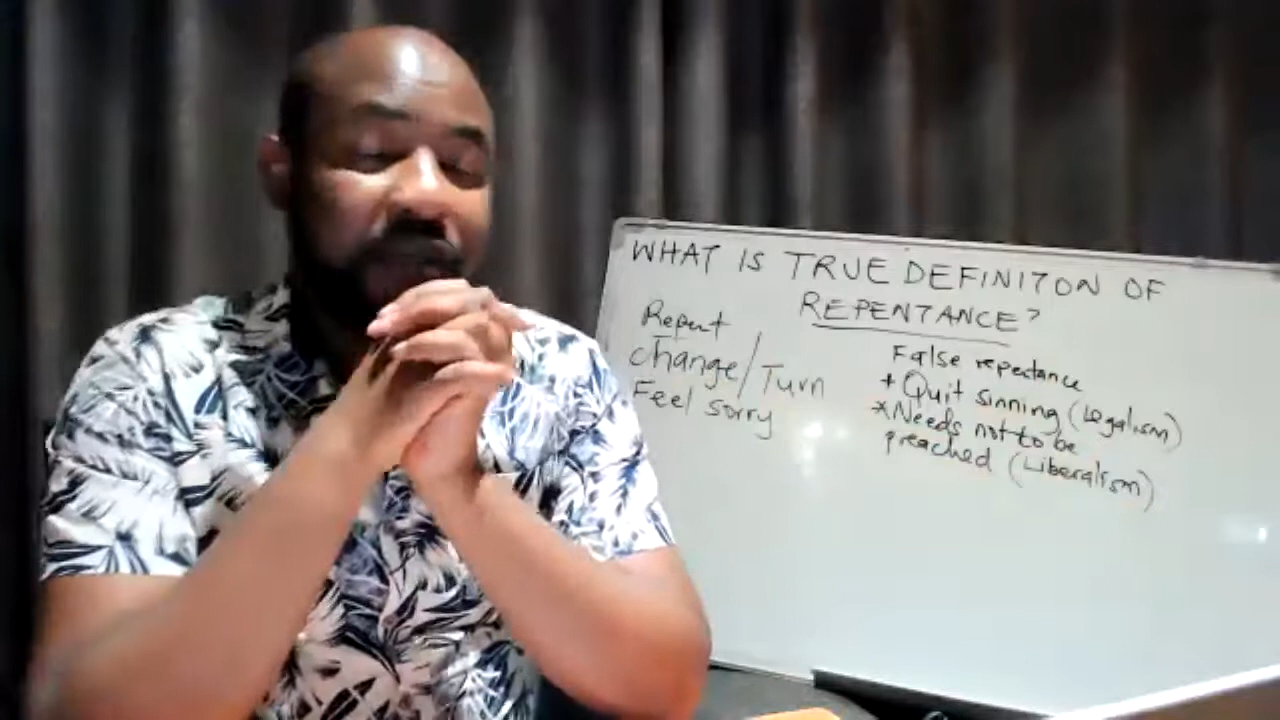 WHAT IS TRUE DEFINITON OF
REPENTANCE?
Repent
change/Turn
Feel sorry
False repectance
+ Quit sinning (Legalism)
*Needs not to be
preached (Liberalism)